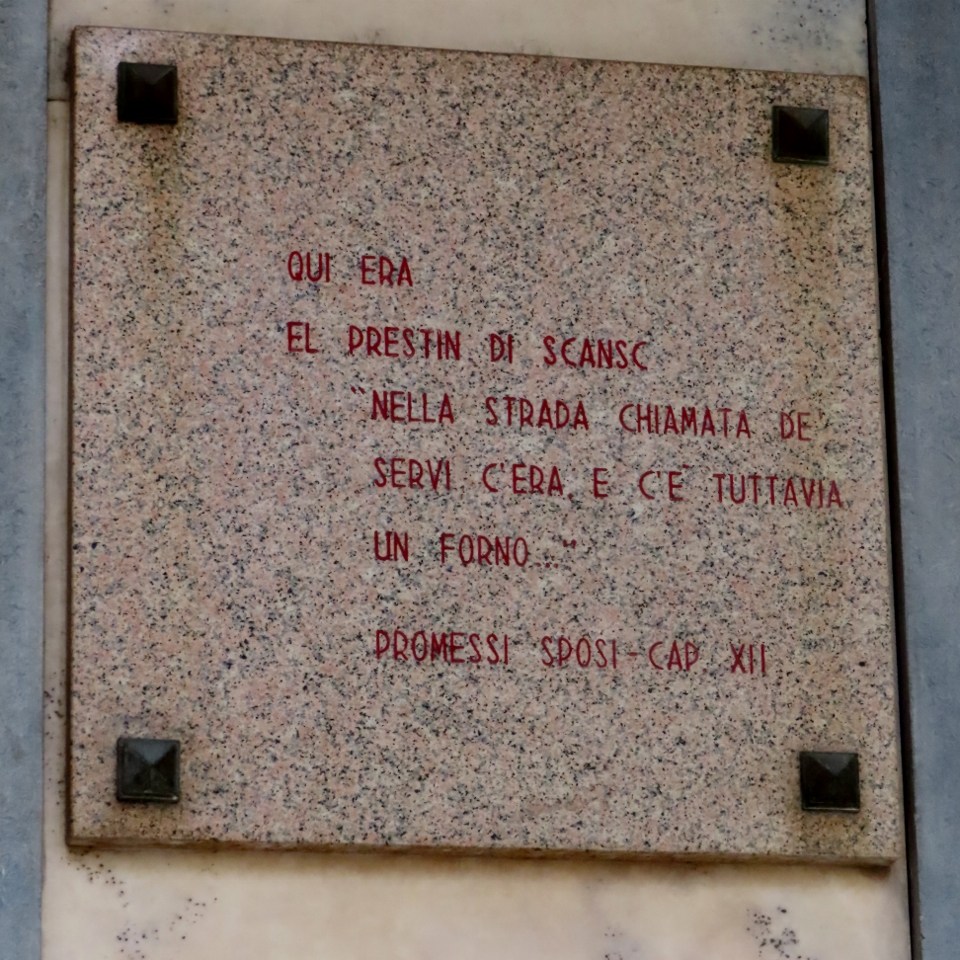 QUI ERA
EL PRESTIN DI SCANSC
“NELLA STRADA CHIAMATA DE'
SERVI C'ERA, E C'E' TUTTAVIA
UN FORNO...”
PROMESSI SPOSI - CAP. XII